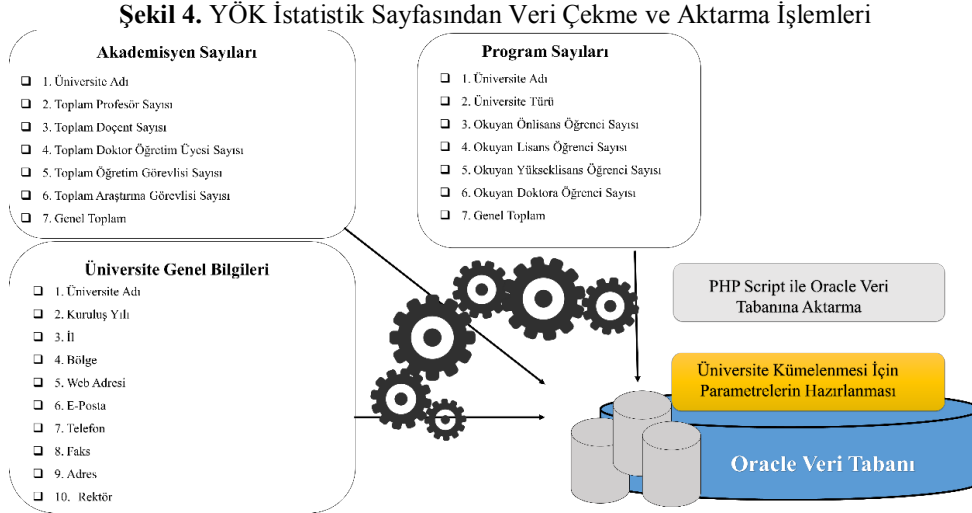 Şekil 4. YÖK İstatistik Sayfasından Veri Çekme ve Aktarma İşlemleri
Akademisyen Sayıları
1. Üniversite Adı
2. Toplam Profesör Sayısı
3. Toplam Doçent Sayısı
4. Toplam Doktor Öğretim Üyesi Sayısı
5. Toplam Öğretim Görevlisi Sayısı
6. Toplam Araştırma Görevlisi Sayısı
7. Genel Toplam
Program Sayıları
1. Üniversite Adı
2. Üniversite Türü
3. Okuyan Önlisans Öğrenci Sayısı
4. Okuyan Lisans Öğrenci Sayısı
5. Okuyan Yükseklisans Öğrenci Sayısı
6. Okuyan Doktora Öğrenci Sayısı
7. Genel Toplam
Üniversite Genel Bilgileri
1. Üniversite Adı
2. Kuruluş Yılı
3. İl
4. Bölge
5. Web Adresi
6. E-Posta
7. Telefon
8. Faks
9. Adres
10. Rektör
PHP Script ile Oracle Veri
Tabanına Aktarma
Üniversite Kümelenmesi İçin
Parametrelerin Hazırlanması
Oracle Veri Tabanı